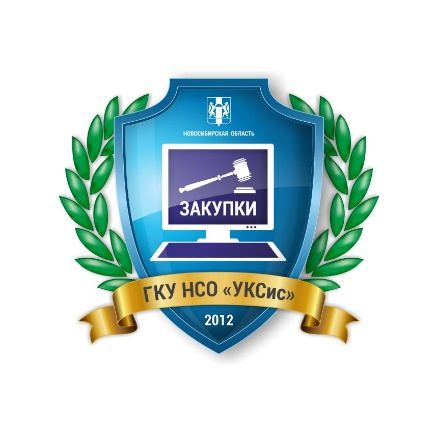 НОВОСИБИРСКАЯ ОБЛАСТЬ
ЗАКУПКИ
ГКУ НСО «УКСис»
2012